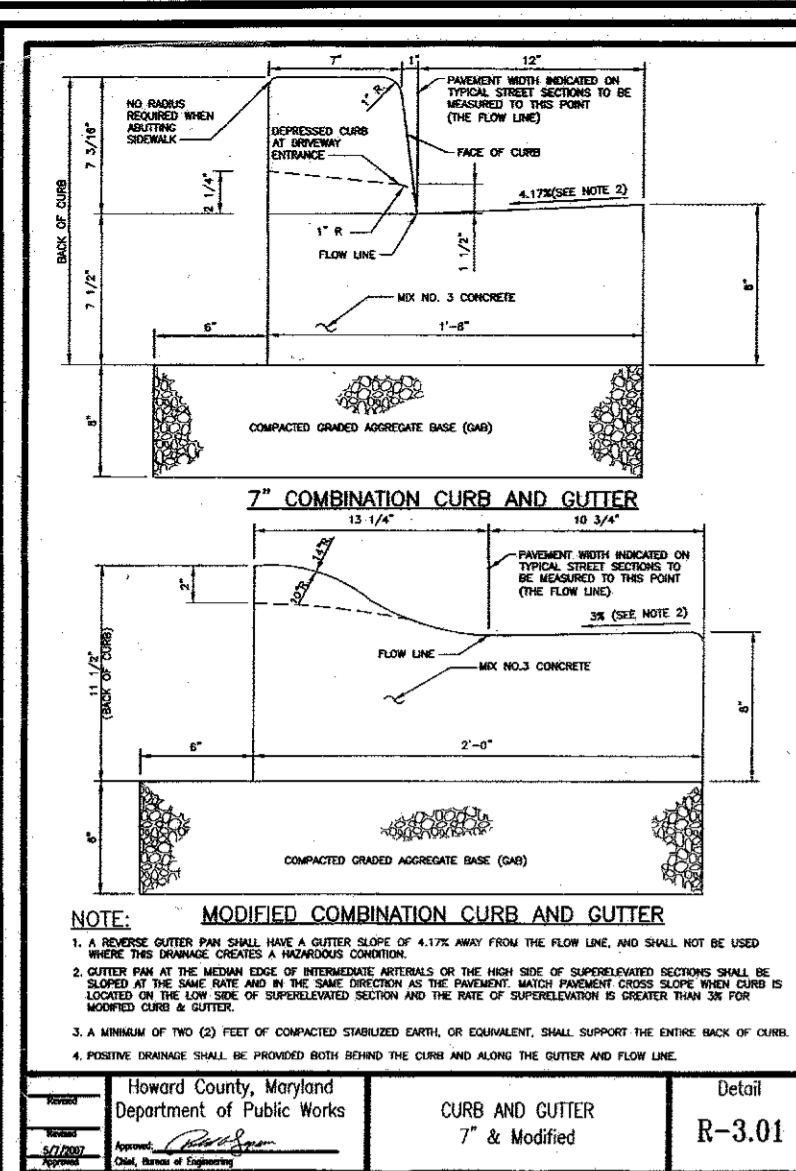 7" 1" 12"
NO RADIUS
REQUIRED WHEN
ABUTTING
SIDEWALK
1" R.
PAVEMENT WIDTH INDICATED ON
TYPICAL STREET SECTIONS TO BE
MEASURED TO THIS POINT
(THE FLOW LINE)
DEPRESSED CURB
AT DRIVEWAY
ENTRANCE
FACE OF CURB
BACK OF CURB
7 3/16"
2 1/4"
4.17%(SEE NOTE 2)
1" R
FLOW LINE
1 1/2"
7 1/2"
MIX NO. 3 CONCRETE
8"
6"
1'-8"
8"
COMPACTED GRADED AGGREGATE BASE (GAB)
7" COMBINATION CURB AND GUTTER
13 1/4" 10 3/4"
14"R.
PAVEMENT WIDTH INDICATED ON
TYPICAL STREET SECTIONS TO
BE MEASURED TO THIS POINT
(THE FLOW LINE)
2"
3% (SEE NOTE 2)
11 1/2"
(BACK OF CURB)
FLOW LINE
MIX NO.3 CONCRETE
8"
6"
2'-0"
COMPACTED GRADED AGGREGATE BASE (GAB)
NOTE: MODIFIED COMBINATION CURB AND GUTTER
1. A REVERSE GUTTER PAN SHALL HAVE A GUTTER SLOPE OF 4.17% AWAY FROM THE FLOW LINE, AND SHALL NOT BE USED
WHERE THIS DRAINAGE CREATES A HAZARDOUS CONDITION.
2. GUTTER PAN AT THE MEDIAN EDGE OF INTERMEDIATE ARTERIALS OR THE HIGH SIDE OF SUPERELEVATED SECTIONS SHALL BE
SLOPED AT THE SAME RATE AND IN THE SAME DIRECTION AS THE PAVEMENT. MATCH PAVEMENT CROSS SLOPE WHEN CURB IS
LOCATED ON THE LOW SIDE OF SUPERELEVATED SECTION AND THE RATE OF SUPERELEVATION IS GREATER THAN 3% FOR
MODIFIED CURB & GUTTER.
3. A MINIMUM OF TWO (2) FEET OF COMPACTED STABILIZED EARTH, OR EQUIVALENT, SHALL SUPPORT THE ENTIRE BACK OF CURB.
4. POSITIVE DRAINAGE SHALL BE PROVIDED BOTH BEHIND THE CURB AND ALONG THE GUTTER AND FLOW LINE.
Revised
Revised
5/7/2007
Approved
Howard County, Maryland
Department of Public Works
Approved:
Chief, Bureau of Engineering
CURB AND GUTTER
7" & Modified
Detail
R-3.01